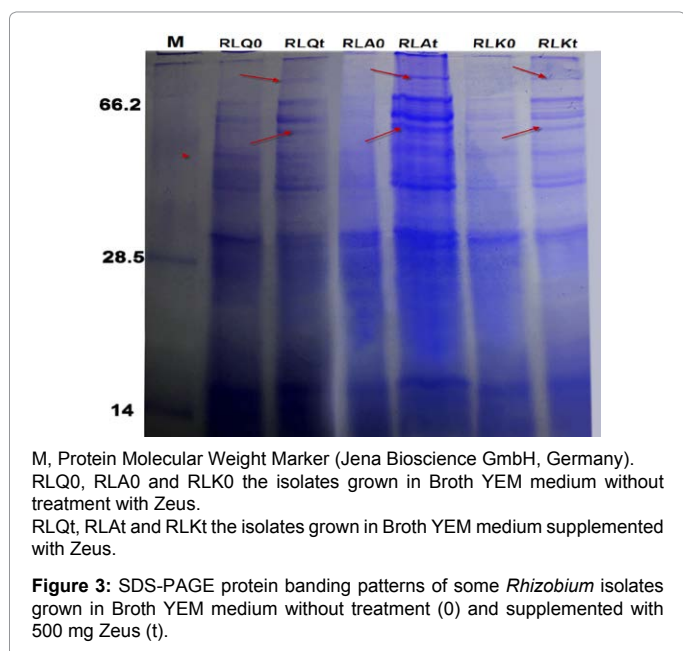 M RLQ0 RLQt RLA0 RLAt RLK0 RLKt
66.2
28.5
14
M, Protein Molecular Weight Marker (Jena Bioscience GmbH, Germany).
RLQ0, RLA0 and RLK0 the isolates grown in Broth YEM medium without
treatment with Zeus.
RLQt, RLAt and RLKt the isolates grown in Broth YEM medium supplemented
with Zeus.
Figure 3: SDS-PAGE protein banding patterns of some Rhizobium isolates
grown in Broth YEM medium without treatment (0) and supplemented with
500 mg Zeus (t).